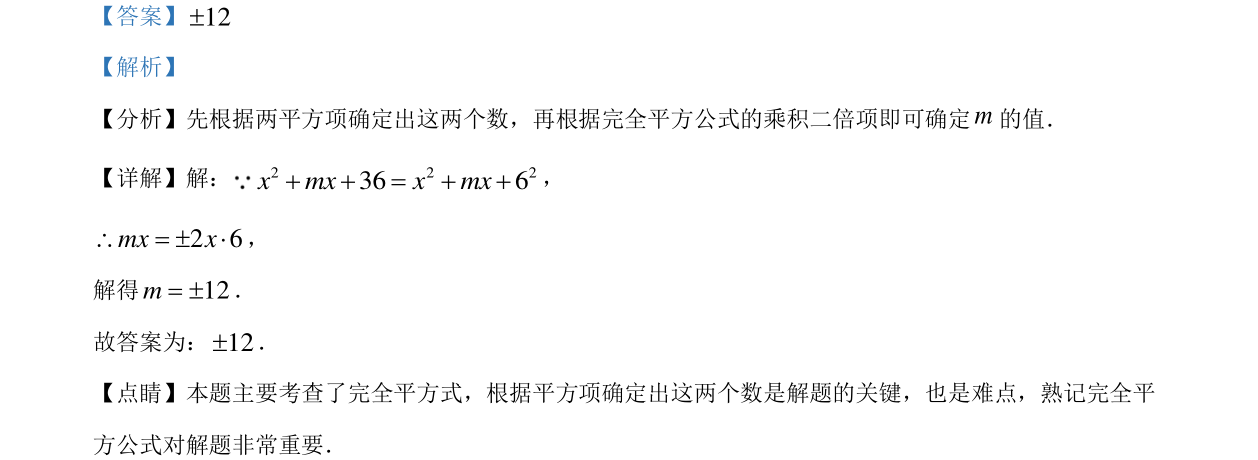 【答案】±12
【解析】
【分析】先根据两平方项确定出这两个数，再根据完全平方公式的乘积二倍项即可确定m的值．
【详解】解：∵x²+mx+36=x²+mx+6²，
∴mx=±2x·6，
解得m=±12．
故答案为：±12．
【点睛】本题主要考查了完全平方式，根据平方项确定出这两个数是解题的关键，也是难点，熟记完全平
方公式对解题非常重要．